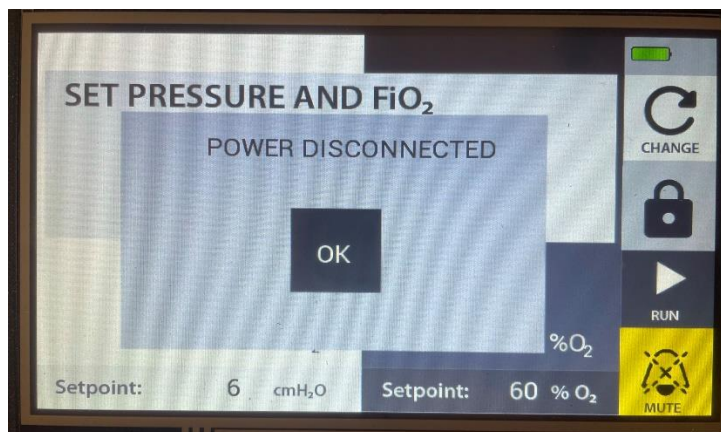 SET PRESSURE AND FiO₂
POWER DISCONNECTED
OK
%O₂
Setpoint: 6 cmH₂O
Setpoint: 60 % O₂
CHANGE
RUN
MUTE